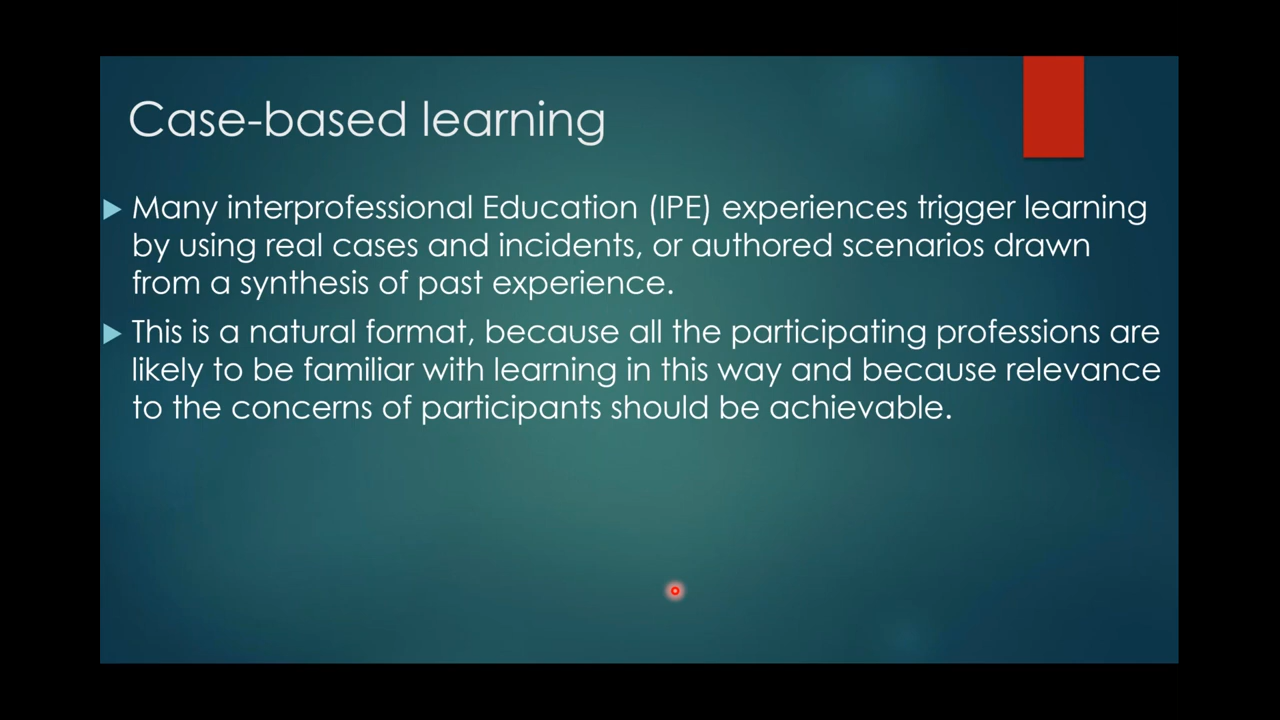 Case-based learning
Many interprofessional Education (IPE) experiences trigger learning
by using real cases and incidents, or authored scenarios drawn
from a synthesis of past experience.
This is a natural format, because all the participating professions are
likely to be familiar with learning in this way and because relevance
to the concerns of participants should be achievable.